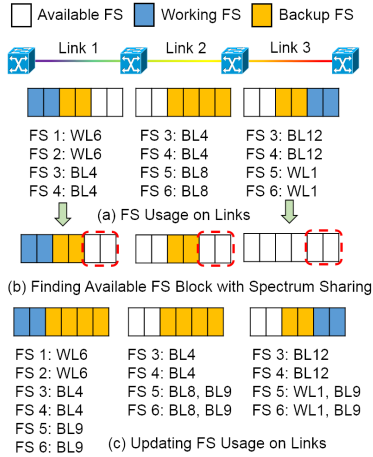 Available FS Working FS Backup FS
Link 1 Link 2 Link 3
FS 1: WL6 FS 3: BL4 FS 3: BL12
FS 2: WL6 FS 4: BL4 FS 4: BL12
FS 3: BL4 FS 5: BL8 FS 5: WL1
FS 4: BL4 FS 6: BL8 FS 6: WL1
(a) FS Usage on Links
(b) Finding Available FS Block with Spectrum Sharing
FS 1: WL6 FS 3: BL4 FS 3: BL12
FS 2: WL6 FS 4: BL4 FS 4: BL12
FS 3: BL4 FS 5: BL8, BL9 FS 5: WL1, BL9
FS 4: BL4 FS 6: BL8, BL9 FS 6: WL1, BL9
FS 5: BL9
FS 6: BL9
(c) Updating FS Usage on Links